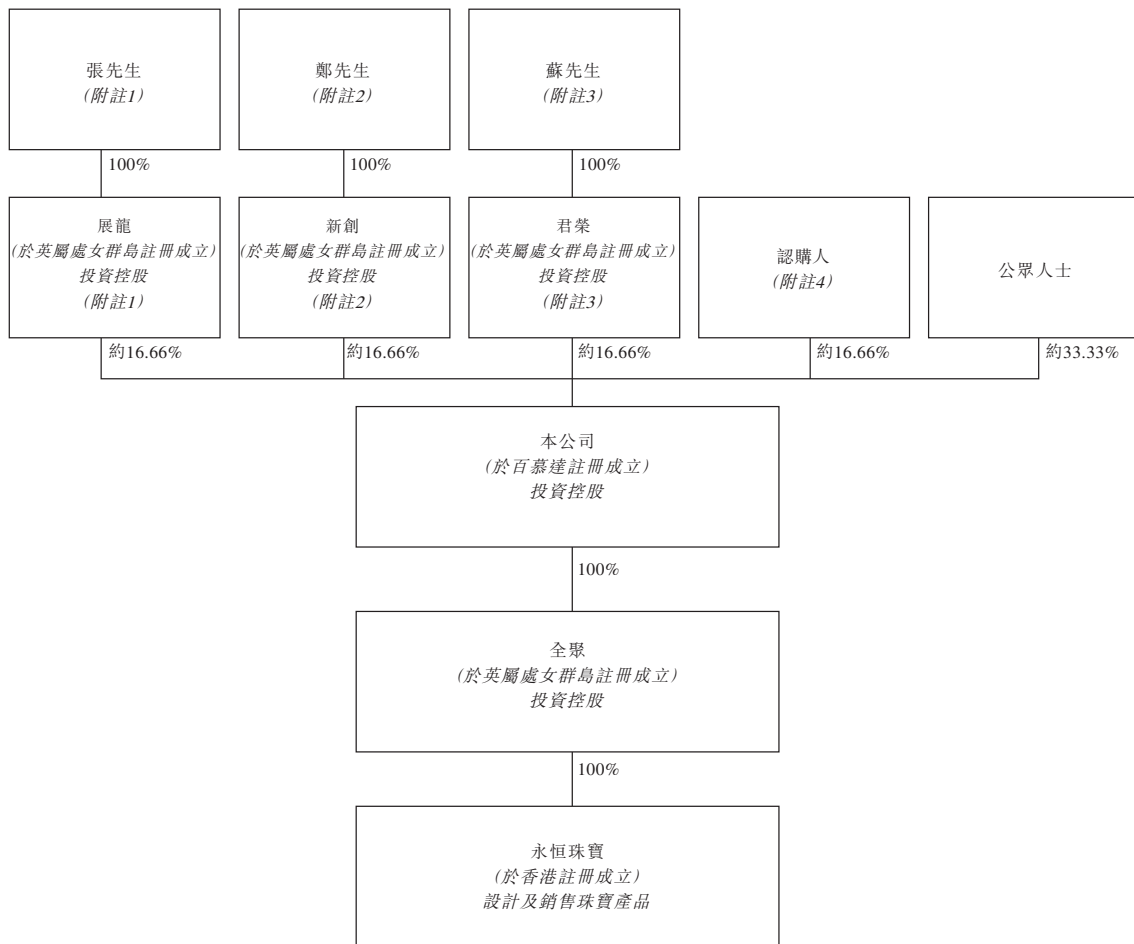 張先生
(附註1)
鄭先生
(附註2)
蘇先生
(附註3)
100%
100%
100%
展龍
(於英屬處女群島註冊成立)
投資控股
(附註1)
新創
(於英屬處女群島註冊成立)
投資控股
(附註2)
君榮
(於英屬處女群島註冊成立)
投資控股
(附註3)
認購人
(附註4)
公眾人士
約16.66%
約16.66%
約16.66%
約16.66%
約33.33%
本公司
(於百慕達註冊成立)
投資控股
100%
全聚
(於英屬處女群島註冊成立)
投資控股
100%
永恒珠寶
(於香港註冊成立)
設計及銷售珠寶產品